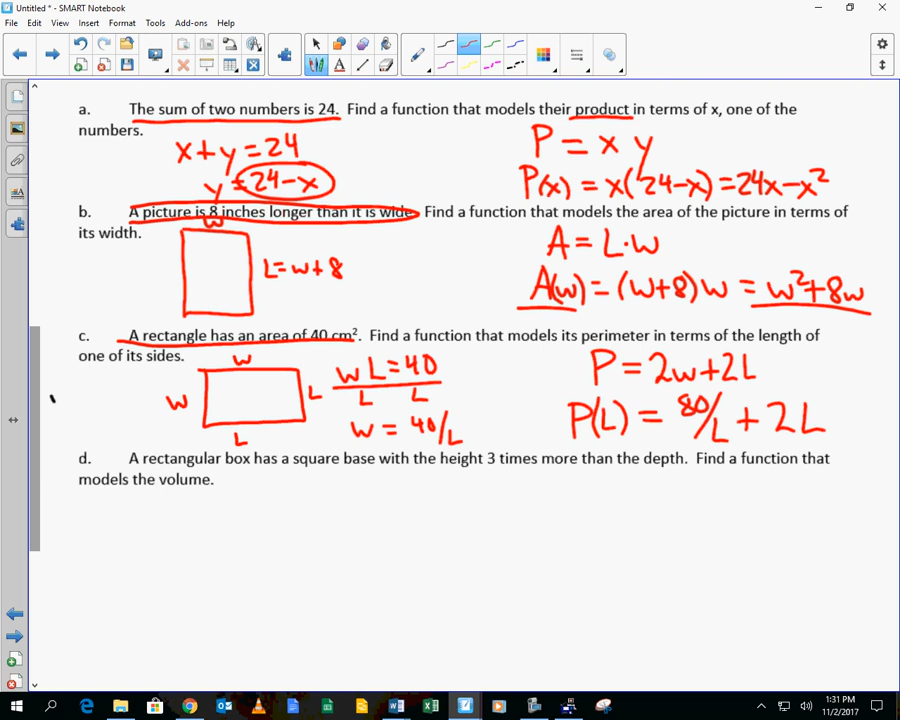 Untitled * - SMART Notebook
File Edit View Insert Format Tools Add-ons Help
a. The sum of two numbers is 24. Find a function that models their product in terms of x, one of the
numbers.
x+y=24
y=24-x
P = xy
P(x) = x(24-x)=24x-x²
b. A picture is 8 inches longer than it is wide. Find a function that models the area of the picture in terms of
its width.
w
L=w+8
A = L·w
A(w)=(w+8)w = w²+8w
c. A rectangle has an area of 40 cm². Find a function that models its perimeter in terms of the length of
one of its sides.
w
w
L
L
wL=40
L L
w = 40/L
P=2w+2L
P(L) = 80/L + 2L
d. A rectangular box has a square base with the height 3 times more than the depth. Find a function that
models the volume.
1:31 PM
11/2/2017